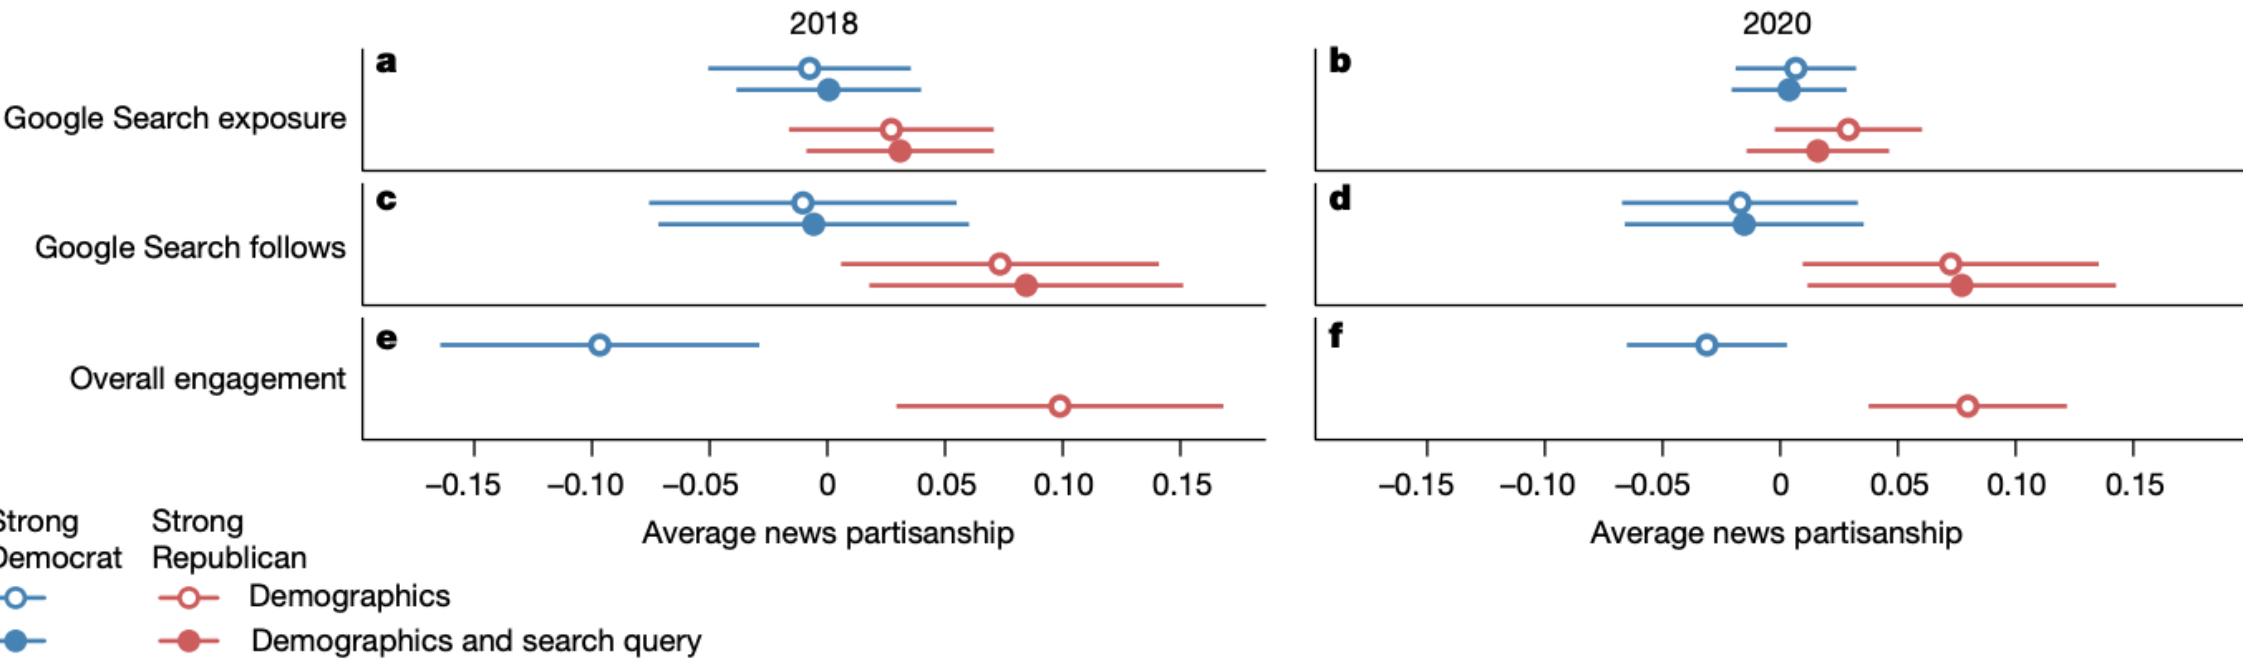 2018 2020
a b
Google Search exposure
c d
Google Search follows
e f
Overall engagement
–0.15 –0.10 –0.05 0 0.05 0.10 0.15 –0.15 –0.10 –0.05 0 0.05 0.10 0.15
Average news partisanship Average news partisanship
Strong Strong
Democrat Republican
Demographics
Demographics and search query